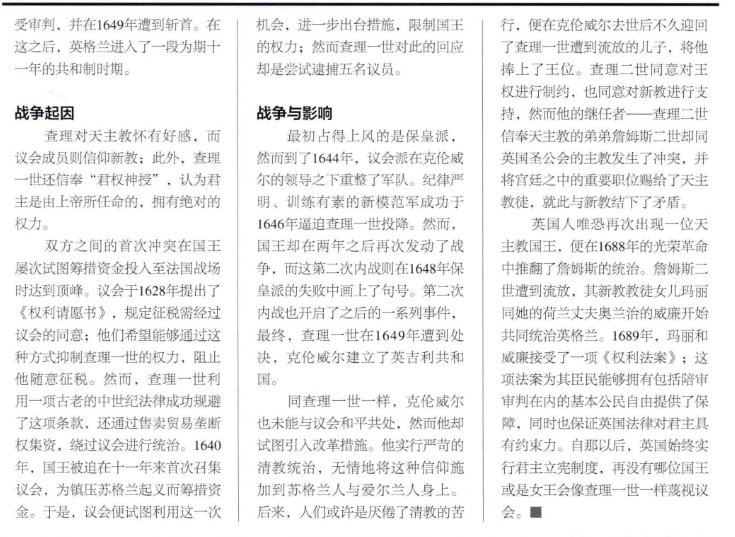 受审判，并在1649年遭到斩首。在
这之后，英格兰进入了一段为期十
一年的共和制时期。
战争起因
查理对天主教怀有好感，而
议会成员则信仰新教；此外，查理
一世还信奉“君权神授”，认为君
主是由上帝所任命的，拥有绝对的
权力。
双方之间的首次冲突在国王
屡次试图筹措资金投入至法国战场
时达到顶峰。议会于1628年提出了
《权利请愿书》，规定征税需经过
议会的同意；他们希望能够通过这
种方式抑制查理一世的权力，阻止
他随意征税。然而，查理一世利
用一项古老的中世纪法律成功规避
了这项条款，还通过售卖贸易垄断
权集资，绕过议会进行统治。1640
年，国王被迫在十一年来首次召集
议会，为镇压苏格兰起义而筹措资
金。于是，议会便试图利用这一次
机会，进一步出台措施，限制国王
的权力；然而查理一世对此的回应
却是尝试逮捕五名议员。
战争与影响
最初占得上风的是保皇派，
然而到了1644年，议会派在克伦威
尔的领导之下重整了军队。纪律严
明、训练有素的新模范军成功于
1646年逼迫查理一世投降。然而，
国王却在两年之后再次发动了战
争，而这第二次内战则在1648年保
皇派的失败中画上了句号。第二次
内战也开启了之后的一系列事件，
最终，查理一世在1649年遭到处
决，克伦威尔建立了英吉利共和
国。
同查理一世一样，克伦威尔
也未能与议会和平共处，然而他却
试图引入改革措施。他实行严苛的
清教统治，无情地将这种信仰施
加到苏格兰人与爱尔兰人身上。
后来，人们或许是厌倦了清教的苦
行，便在克伦威尔去世后不久迎回
了查理一世遭到流放的儿子，将他
捧上了王位。查理二世同意对王
权进行制约，也同意对新教进行支
持，然而他的继任者——查理二世
信奉天主教的弟弟詹姆斯二世却同
英国圣公会的主教发生了冲突，并
将宫廷之中的重要职位赐给了天主
教徒，就此与新教结下了矛盾。
英国人唯恐再次出现一位天
主教国王，便在1688年的光荣革命
中推翻了詹姆斯的统治。詹姆斯二
世遭到流放，其新教教徒女儿玛丽
同她的荷兰丈夫奥兰治的威廉开始
共同统治英格兰。1689年，玛丽和
威廉接受了一项《权利法案》；这
项法案为其臣民能够拥有包括陪审
审判在内的基本公民自由提供了保
障，同时也保证英国法律对君主具
有约束力。自那以后，英国始终实
行君主立宪制度，再没有哪位国王
或是女王会像查理一世一样蔑视议
会。■